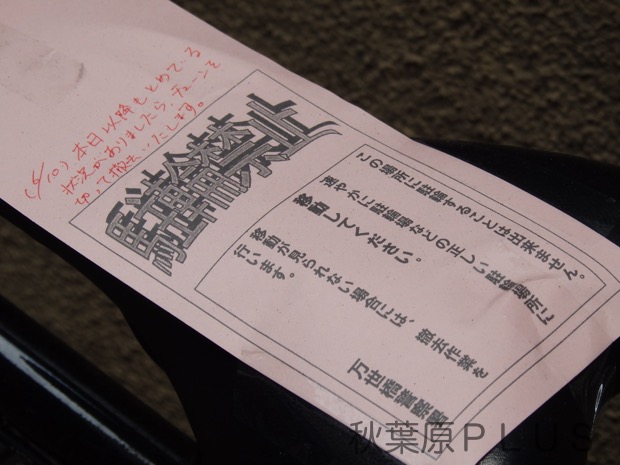 (5/10) 本日以降もとめている
状況がありましたら、チェーンを
切って撤去いたします。
駐輪禁止
この場所に駐輪することは出来ません。
速やかに駐輪場などの正しい駐輪場所に
移動してください。
移動が見られない場合には、撤去作業を
行います。
万世橋警察署
秋葉原PLUS